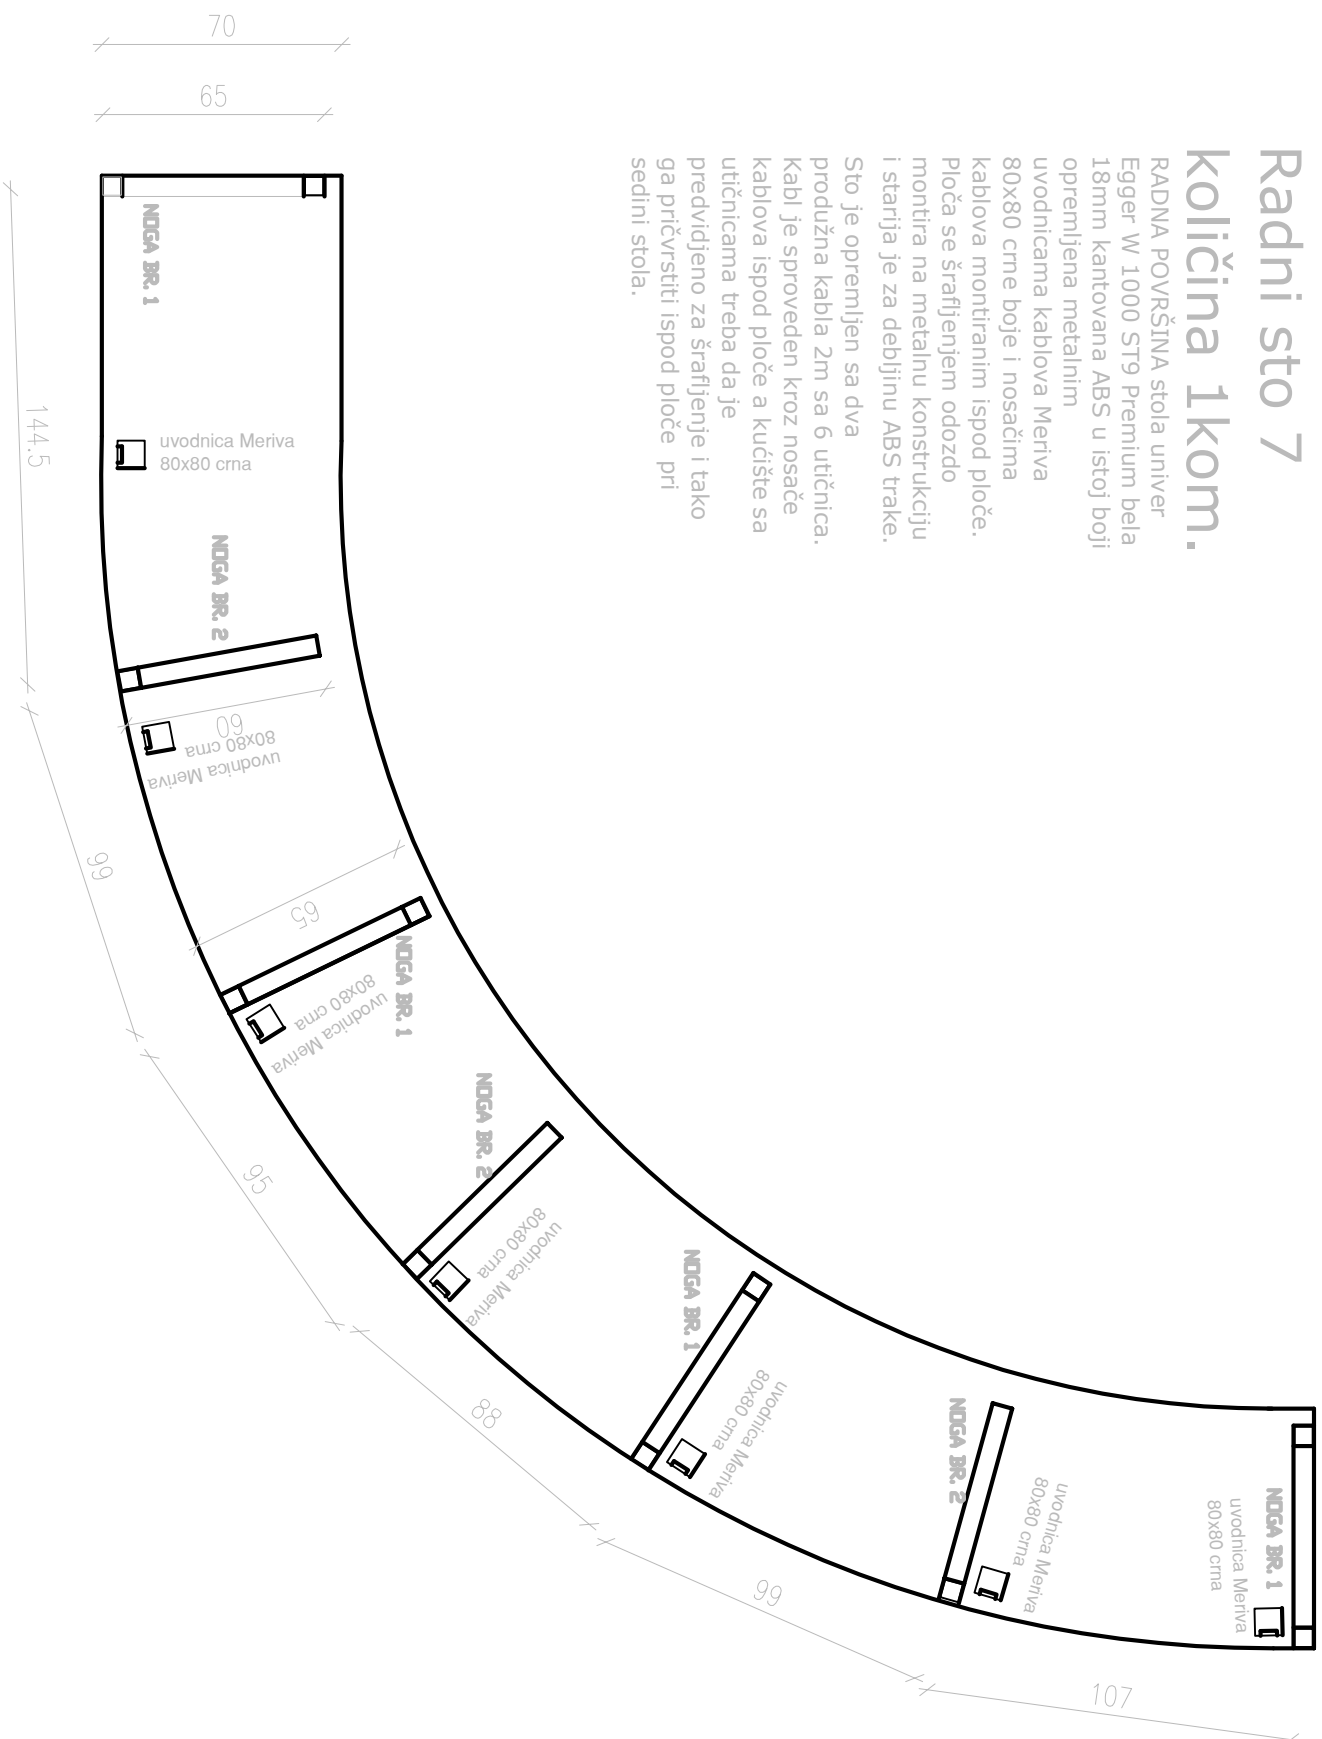 Radni sto 7
količina 1kom.
RADNA POVRŠINA stola univer
Egger W 1000 ST9 Premium bela
18mm kantovana ABS u istoj boji
opremljena metalnim
uvodnicama kablova Meriva
80x80 crne boje i nosačima
kablova montiranim ispod ploče.
Ploča se šrafljenjem odozdo
montira na metalnu konstrukciju
i starija je za debljinu ABS trake.
Sto je opremljen sa dva
produžna kabla 2m sa 6 utičnica.
Kabl je sproveden kroz nosače
kablova ispod ploče a kućište sa
utičnicama treba da je
predvidjeno za šrafljenje i tako
ga pričvrstiti ispod ploče pri
sedini stola.
70
65
NOGA BR. 1
144.5
uvodnica Meriva
80x80 crna
NOGA BR. 2
60
uvodnica Meriva
80x80 crna
99
65
NOGA BR. 1
uvodnica Meriva
80x80 crna
95
NOGA BR. 2
uvodnica Meriva
80x80 crna
88
NOGA BR. 1
uvodnica Meriva
80x80 crna
99
NOGA BR. 2
uvodnica Meriva
80x80 crna
107
NOGA BR. 1
uvodnica Meriva
80x80 crna